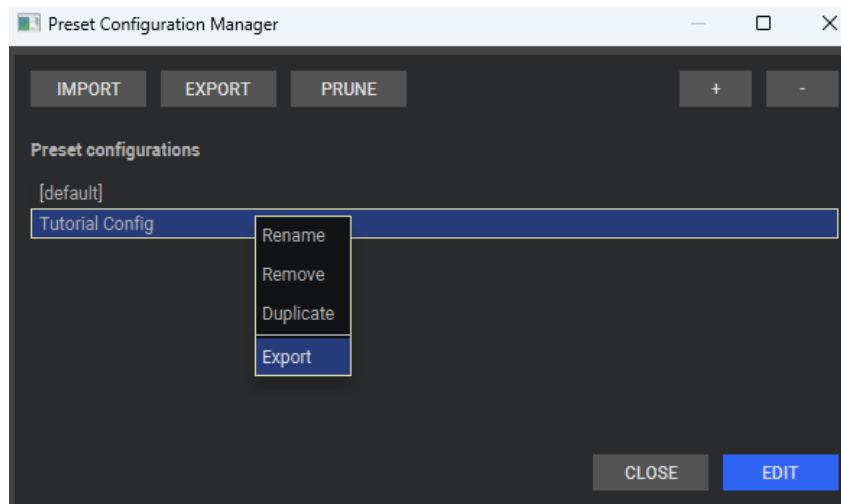 Preset Configuration Manager
IMPORT EXPORT PRUNE + -
Preset configurations
[default]
Tutorial Config
Rename
Remove
Duplicate
Export
CLOSE EDIT